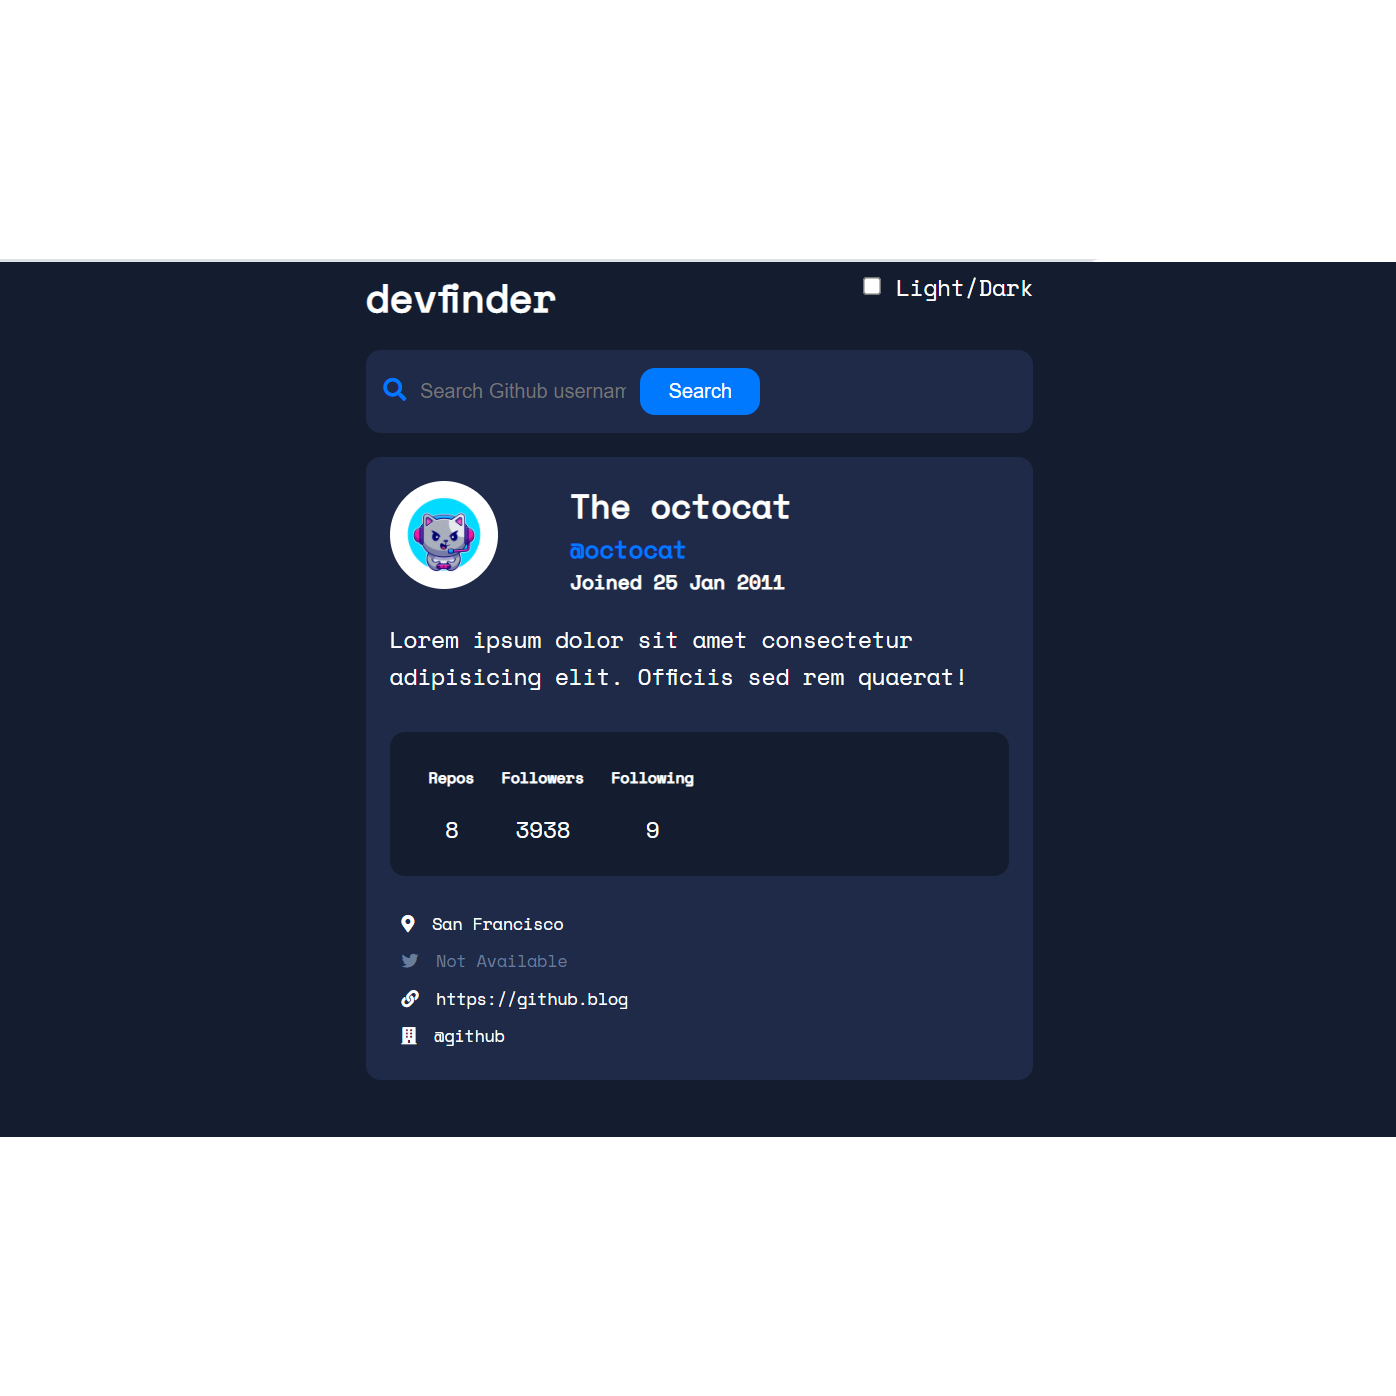 devfinder
Light/Dark
Search Github usernam
Search
The octocat
@octocat
Joined 25 Jan 2011
Lorem ipsum dolor sit amet consectetur
adipisicing elit. Officiis sed rem quaerat!
Repos Followers Following
8 3938 9
San Francisco
Not Available
https://github.blog
@github